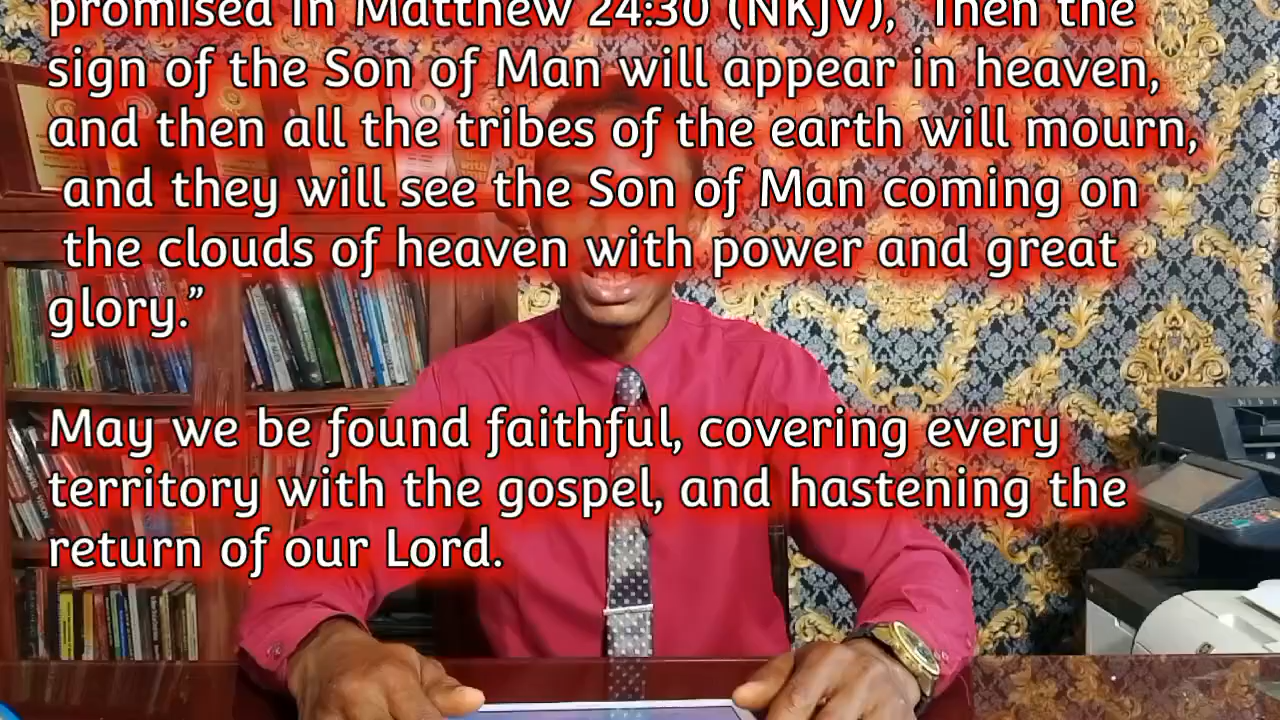 promised in Matthew 24:30 (NKJV), "Then the
sign of the Son of Man will appear in heaven,
and then all the tribes of the earth will mourn,
and they will see the Son of Man coming on
the clouds of heaven with power and great
glory.”
May we be found faithful, covering every
territory with the gospel, and hastening the
return of our Lord.